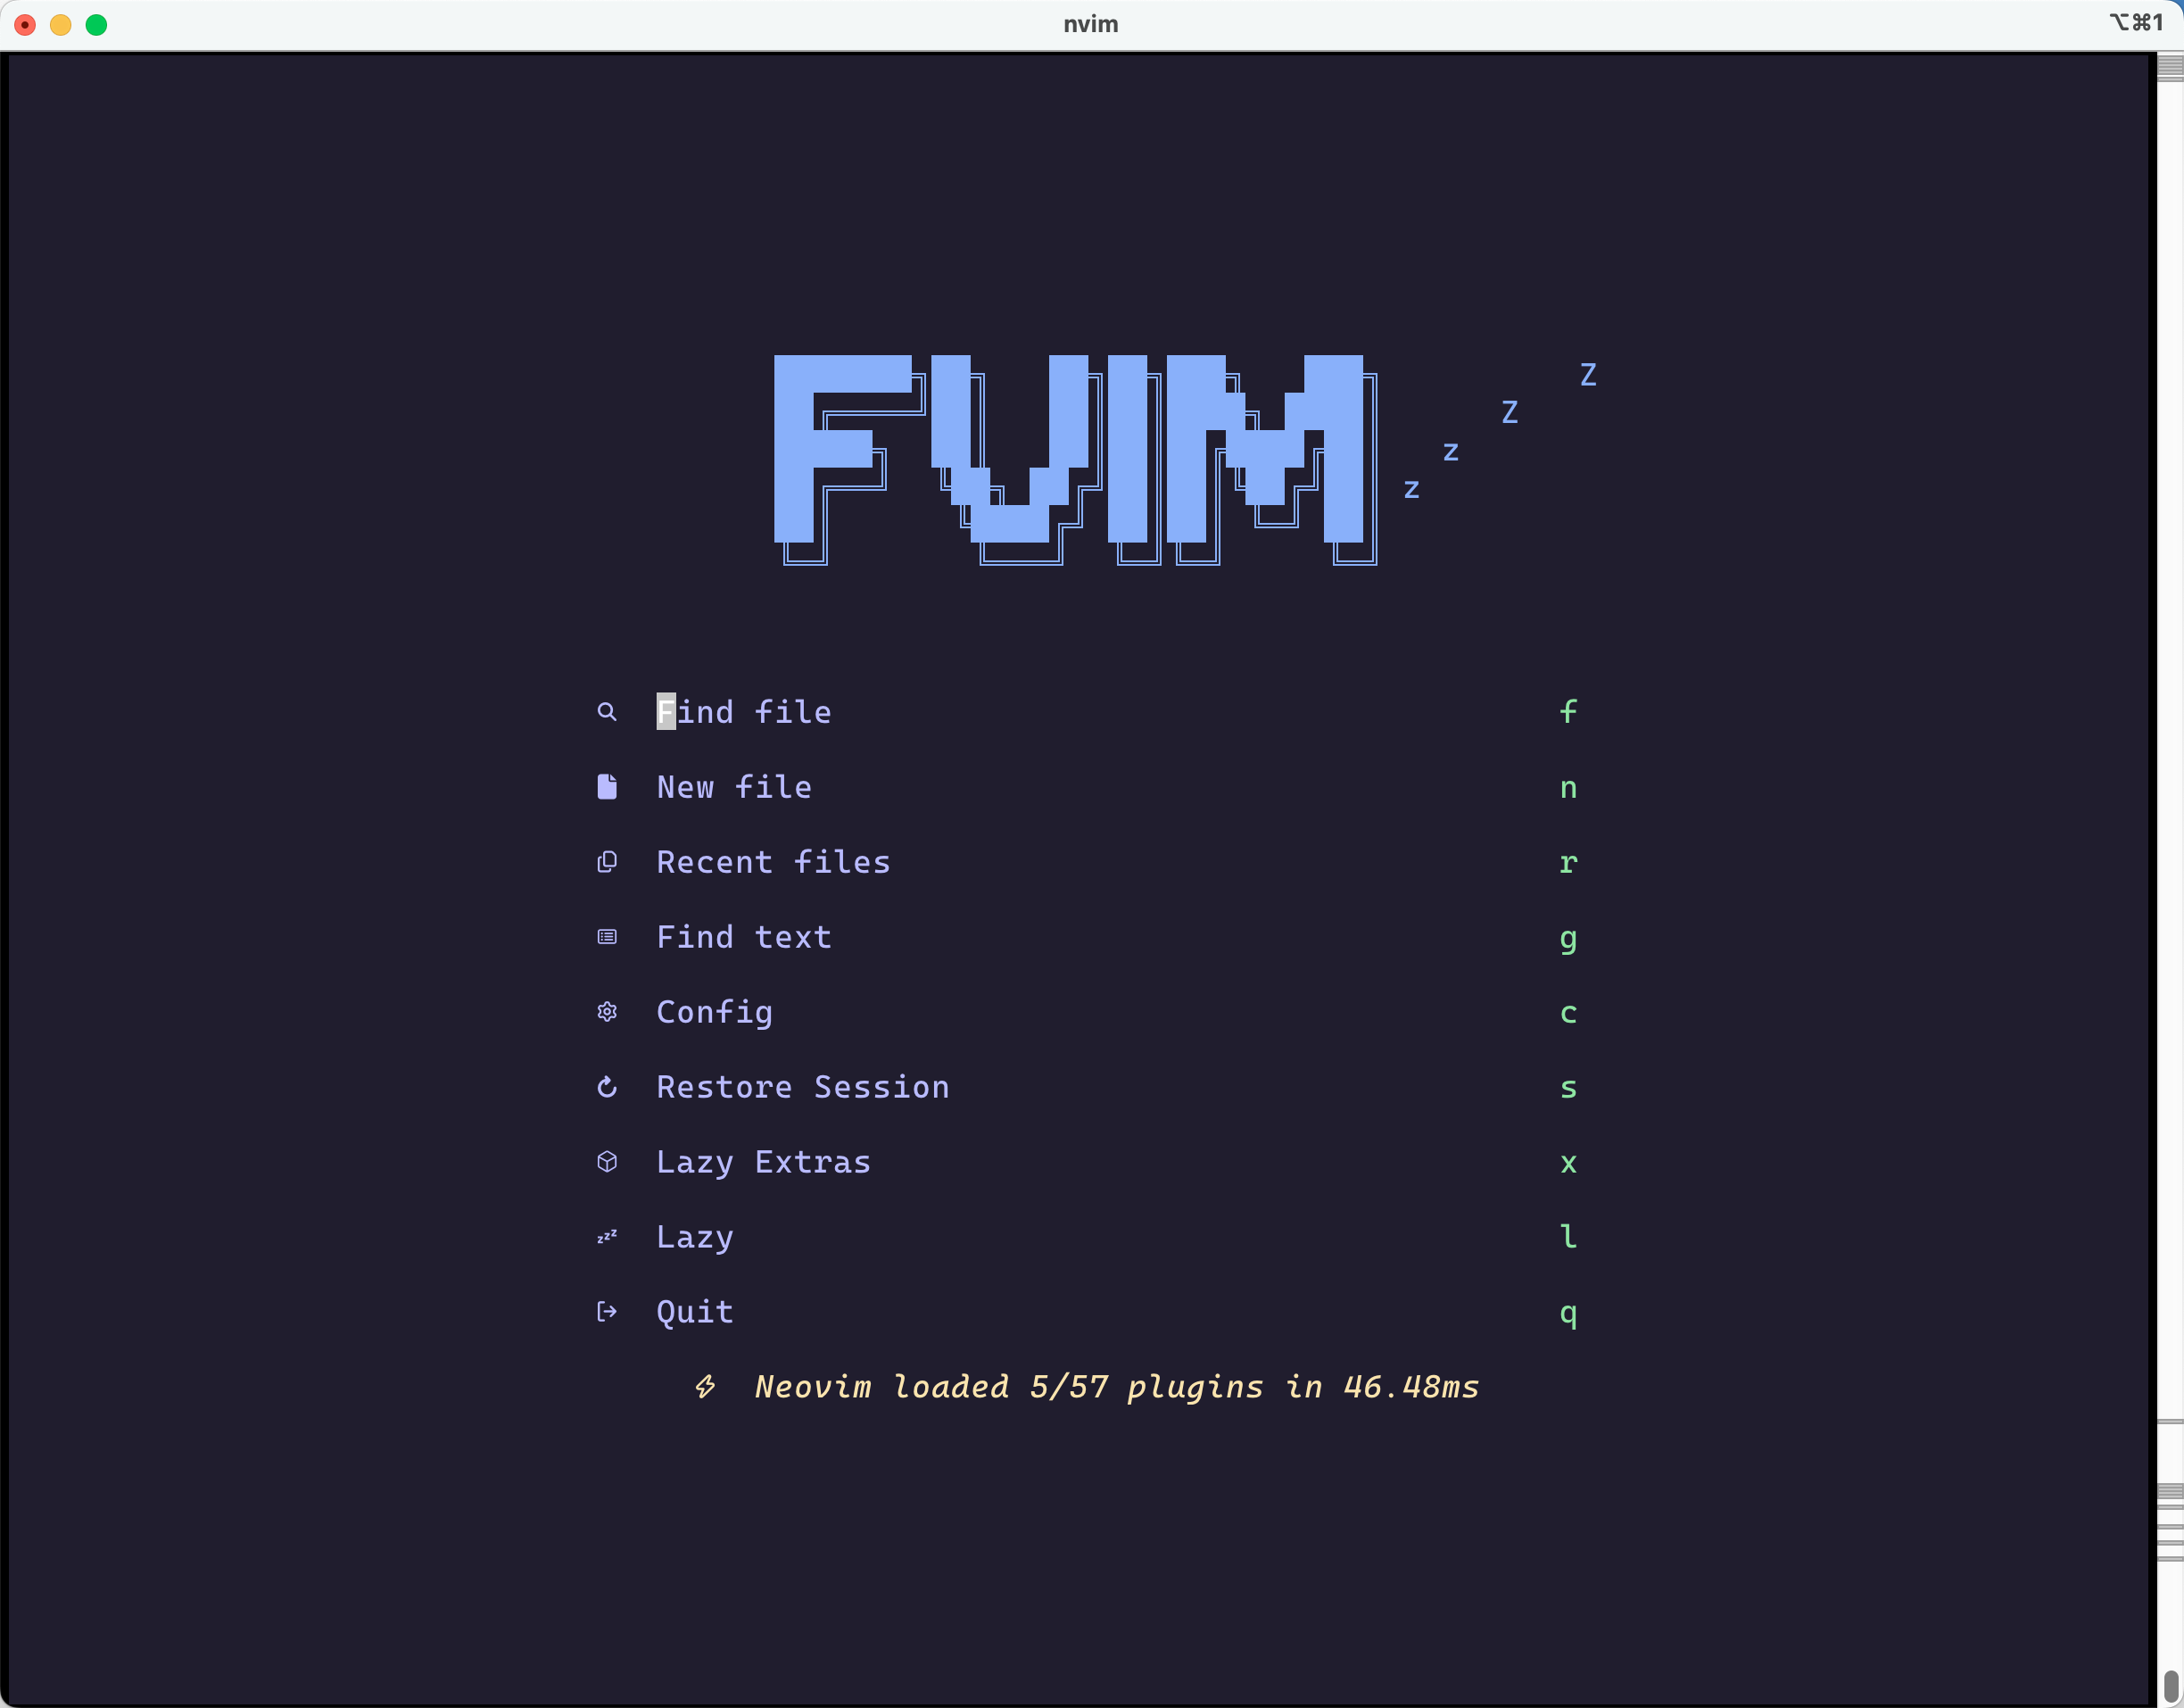 nvim
⌥⌘1
FVIM
Z
Z
z
z
Find file f
New file n
Recent files r
Find text g
Config c
Restore Session s
Lazy Extras x
zzz Lazy l
Quit q
Neovim loaded 5/57 plugins in 46.48ms